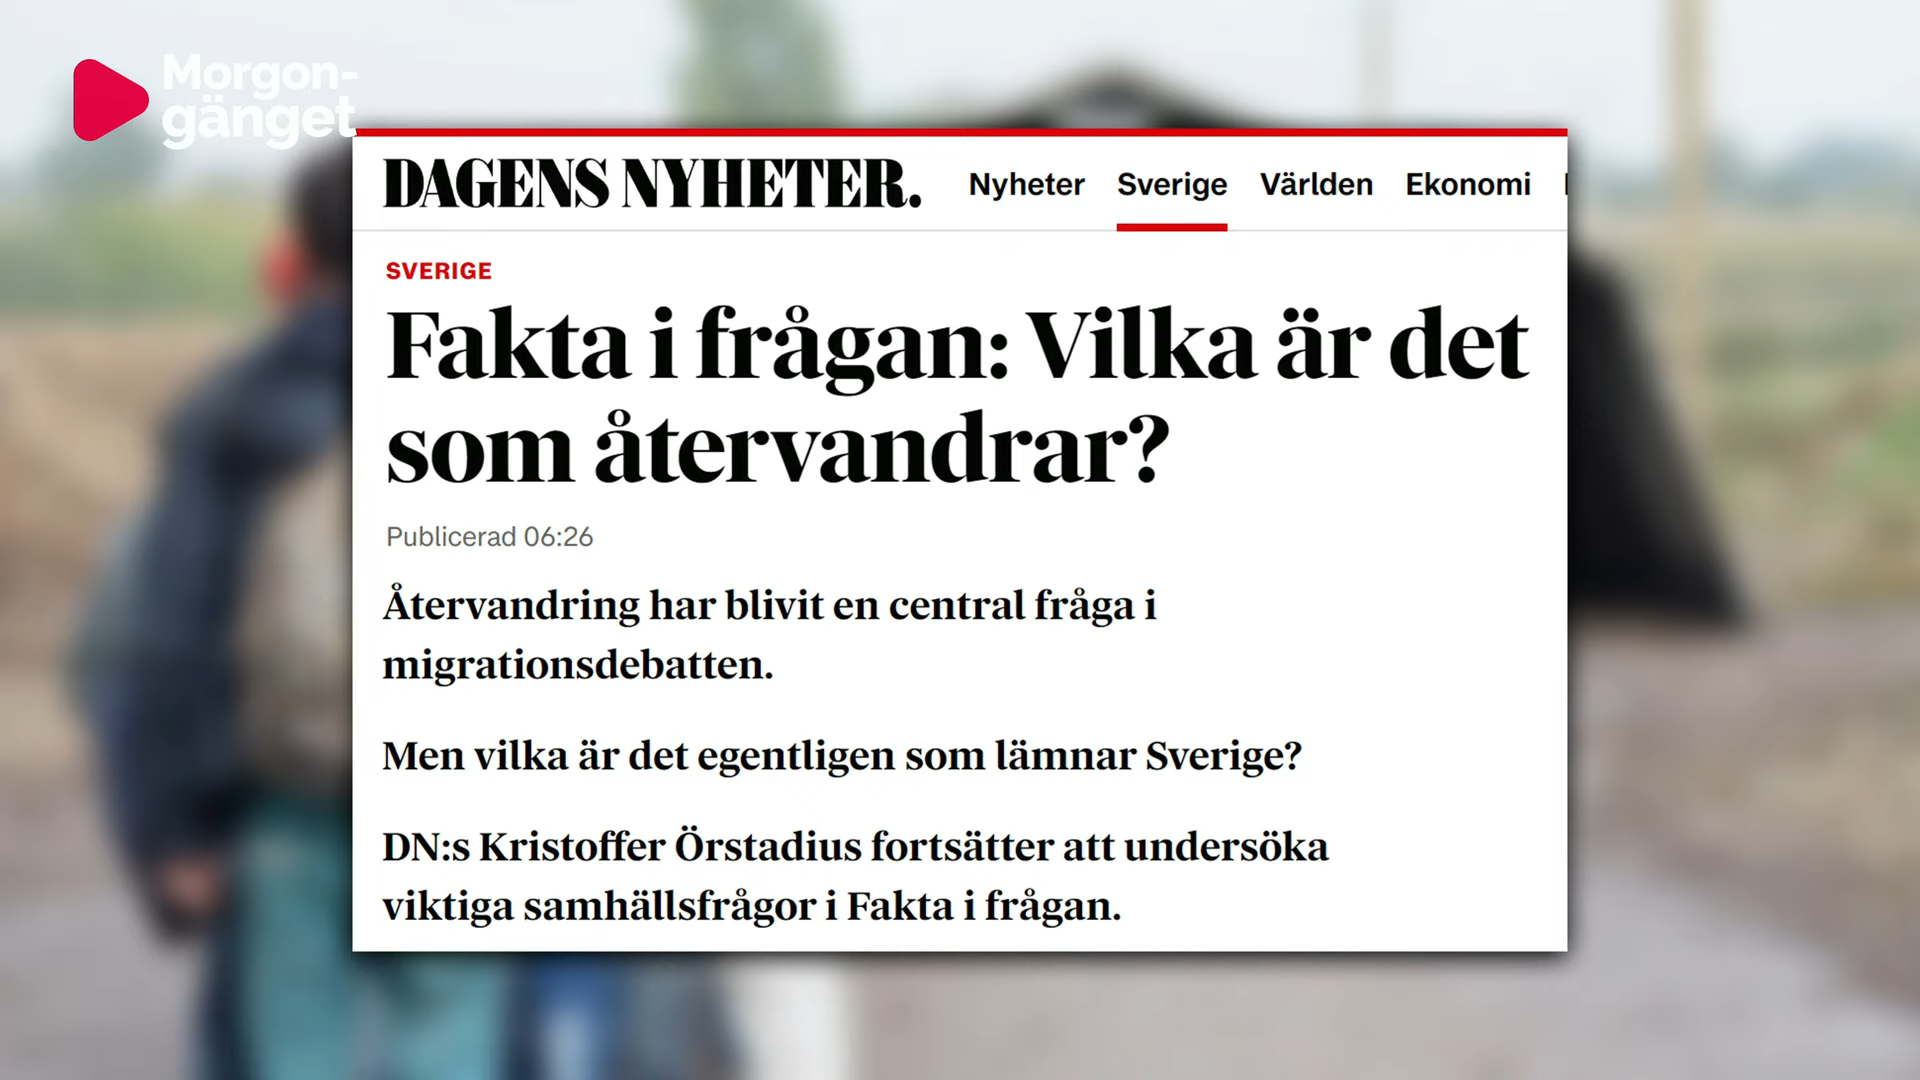 Morgon-
gänget
DAGENS NYHETER.
Nyheter Sverige Världen Ekonomi
SVERIGE
Fakta i frågan: Vilka är det
som återvandrar?
Publicerad 06:26
Återvandring har blivit en central fråga i
migrationsdebatten.
Men vilka är det egentligen som lämnar Sverige?
DN:s Kristoffer Örstadius fortsätter att undersöka
viktiga samhällsfrågor i Fakta i frågan.